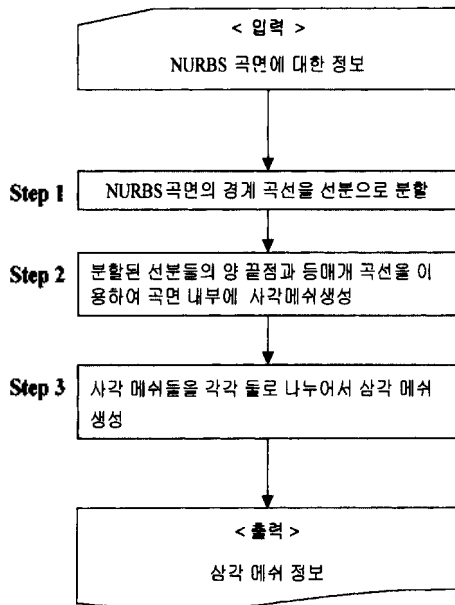 < 입력 >
NURBS 곡면에 대한 정보
Step 1
NURBS곡면의 경계 곡선을 선분으로 분할
Step 2
분할된 선분들의 양 끝점과 등매개 곡선을 이
용하여 곡면 내부에 사각메쉬생성
Step 3
사각 메쉬들을 각각 둘로 나누어서 삼각 메쉬
생성
< 출력 >
삼각 메쉬 정보